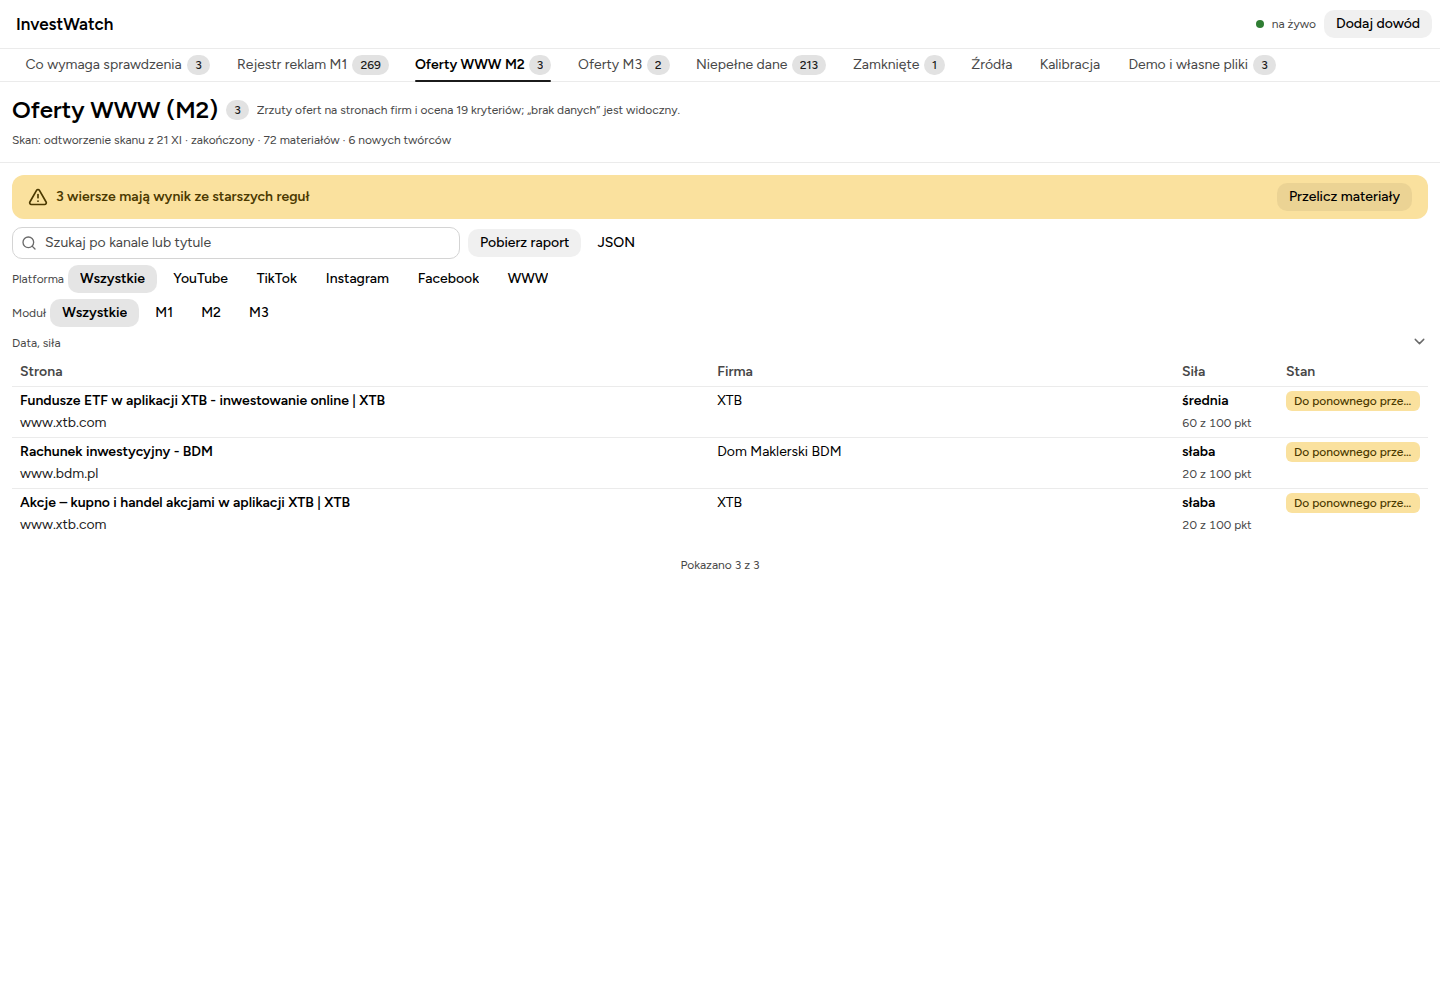 InvestWatch
na żywo
Dodaj dowód
Co wymaga sprawdzenia 3
Rejestr reklam M1 269
Oferty WWW M2 3
Oferty M3 2
Niepełne dane 213
Zamknięte 1
Źródła
Kalibracja
Demo i własne pliki 3
Oferty WWW (M2) 3 Zrzuty ofert na stronach firm i ocena 19 kryteriów; „brak danych” jest widoczny.
Skan: odtworzenie skanu z 21 XI · zakończony · 72 materiałów · 6 nowych twórców
3 wiersze mają wynik ze starszych reguł
Przelicz materiały
Szukaj po kanale lub tytule
Pobierz raport
JSON
Platforma Wszystkie YouTube TikTok Instagram Facebook WWW
Moduł Wszystkie M1 M2 M3
Data, siła
Strona Firma Siła Stan
Fundusze ETF w aplikacji XTB - inwestowanie online | XTB XTB średnia Do ponownego prze...
www.xtb.com 60 z 100 pkt
Rachunek inwestycyjny - BDM Dom Maklerski BDM słaba Do ponownego prze...
www.bdm.pl 20 z 100 pkt
Akcje – kupno i handel akcjami w aplikacji XTB | XTB XTB słaba Do ponownego prze...
www.xtb.com 20 z 100 pkt
Pokazano 3 z 3